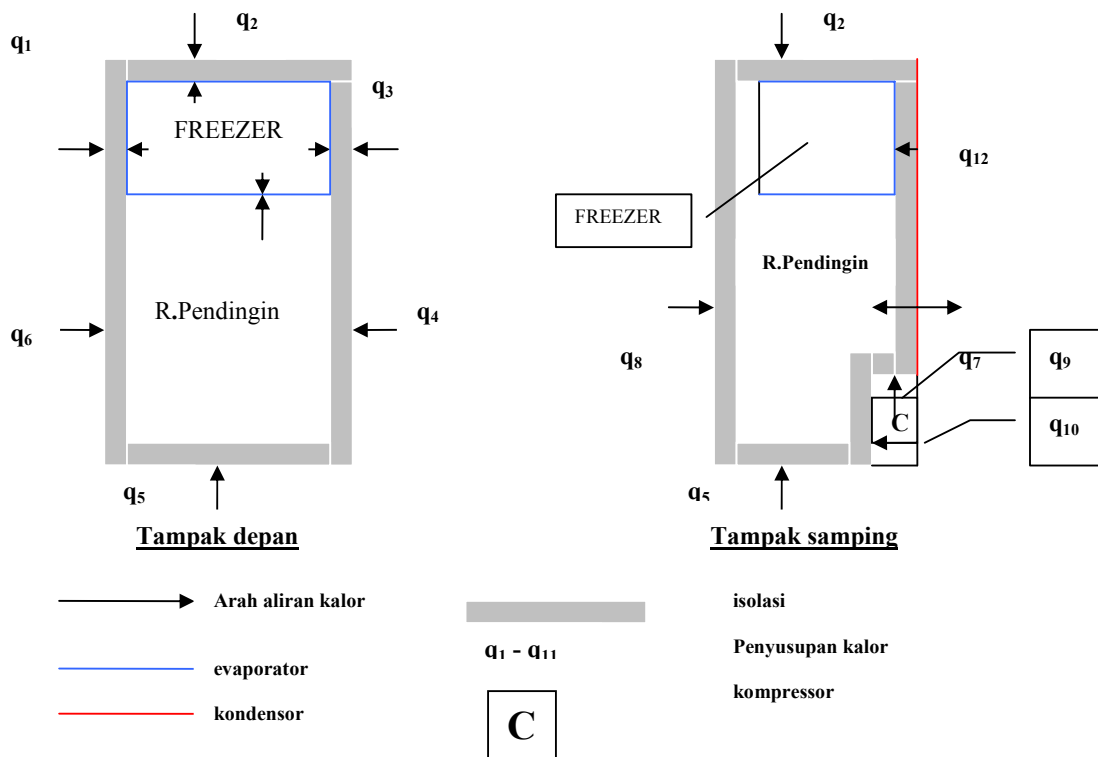 q1
q2
q3
FREEZER
R.Pendingin
q6
q4
q5
Tampak depan
q2
q12
FREEZER
R.Pendingin
q8
q7
q9
C
q10
q5
Tampak samping
Arah aliran kalor
evaporator
kondensor
q1 - q11
C
isolasi
Penyusupan kalor
kompressor